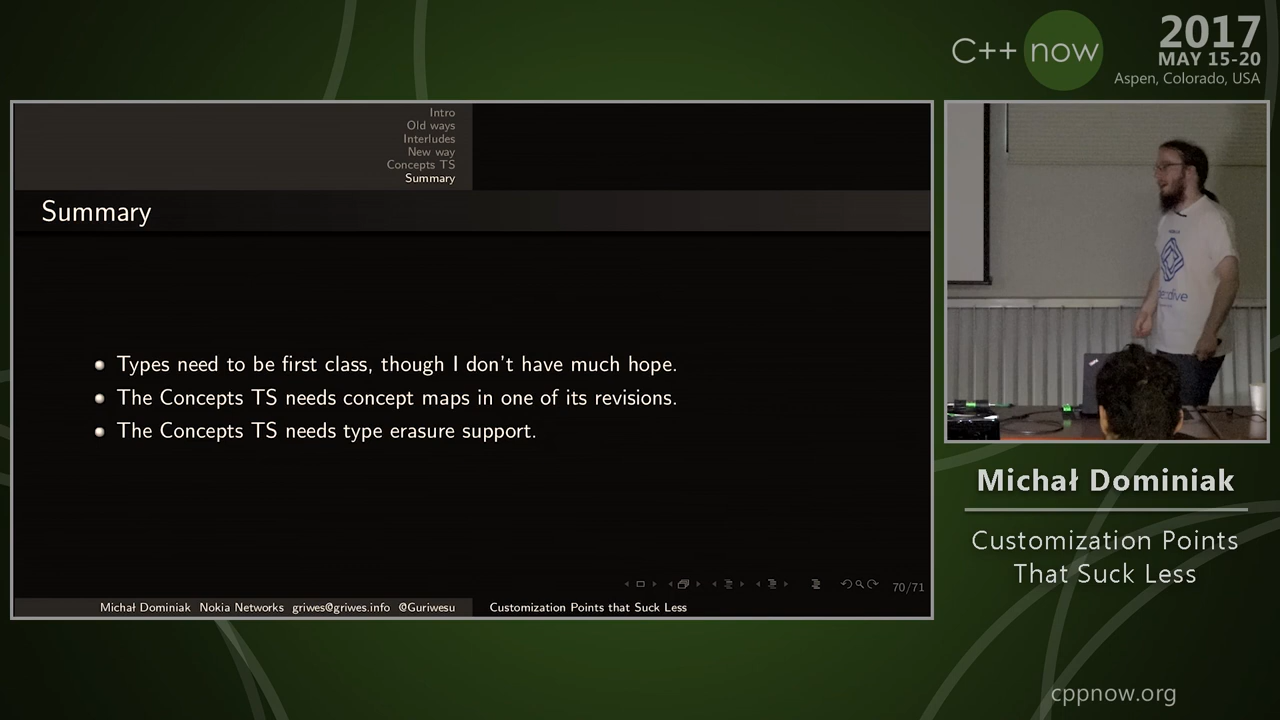 C++ now
2017
MAY 15-20
Aspen, Colorado, USA
Intro
Old ways
Interludes
New way
Concepts TS
Summary
Summary
Types need to be first class, though I don't have much hope.
The Concepts TS needs concept maps in one of its revisions.
The Concepts TS needs type erasure support.
70/71
Michał Dominiak Nokia Networks griwes@griwes.info @Guriwesu
Customization Points that Suck Less
Michał Dominiak
Customization Points
That Suck Less
cppnow.org